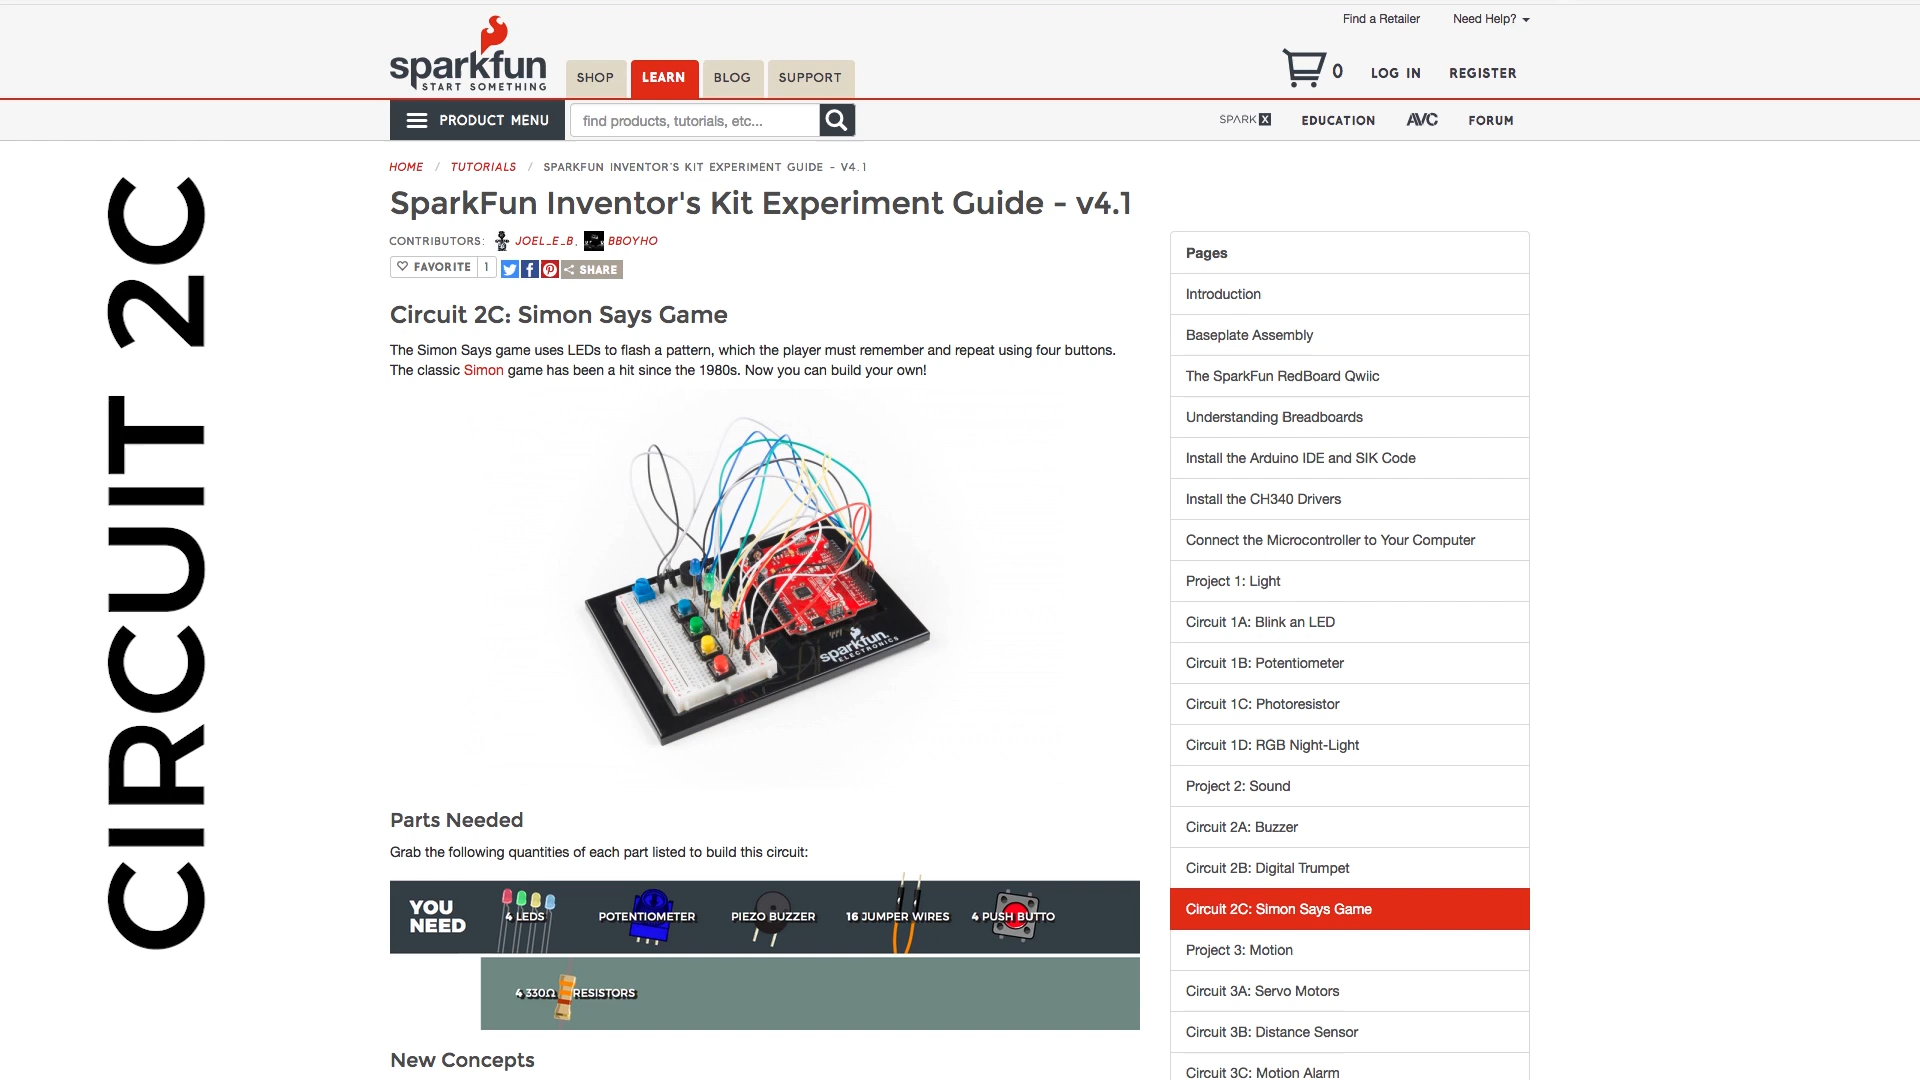 Find a Retailer
Need Help?
sparkfun
START SOMETHING
SHOP
LEARN
BLOG
SUPPORT
0
LOG IN
REGISTER
PRODUCT MENU
find products, tutorials, etc...
SPARK X
EDUCATION
AVC
FORUM
CIRCUIT 2C
HOME / TUTORIALS / SPARKFUN INVENTOR'S KIT EXPERIMENT GUIDE - V4.1
SparkFun Inventor's Kit Experiment Guide - v4.1
CONTRIBUTORS: JOEL_E_B, BBOYHO
FAVORITE 1
SHARE
Circuit 2C: Simon Says Game
The Simon Says game uses LEDs to flash a pattern, which the player must remember and repeat using four buttons.
The classic Simon game has been a hit since the 1980s. Now you can build your own!
sparkfun
ELECTRONICS
Parts Needed
Grab the following quantities of each part listed to build this circuit:
YOU
NEED
4 LEDS
POTENTIOMETER
PIEZO BUZZER
16 JUMPER WIRES
4 PUSH BUTTO
4 330Ω RESISTORS
New Concepts
Pages
Introduction
Baseplate Assembly
The SparkFun RedBoard Qwiic
Understanding Breadboards
Install the Arduino IDE and SIK Code
Install the CH340 Drivers
Connect the Microcontroller to Your Computer
Project 1: Light
Circuit 1A: Blink an LED
Circuit 1B: Potentiometer
Circuit 1C: Photoresistor
Circuit 1D: RGB Night-Light
Project 2: Sound
Circuit 2A: Buzzer
Circuit 2B: Digital Trumpet
Circuit 2C: Simon Says Game
Project 3: Motion
Circuit 3A: Servo Motors
Circuit 3B: Distance Sensor
Circuit 3C: Motion Alarm